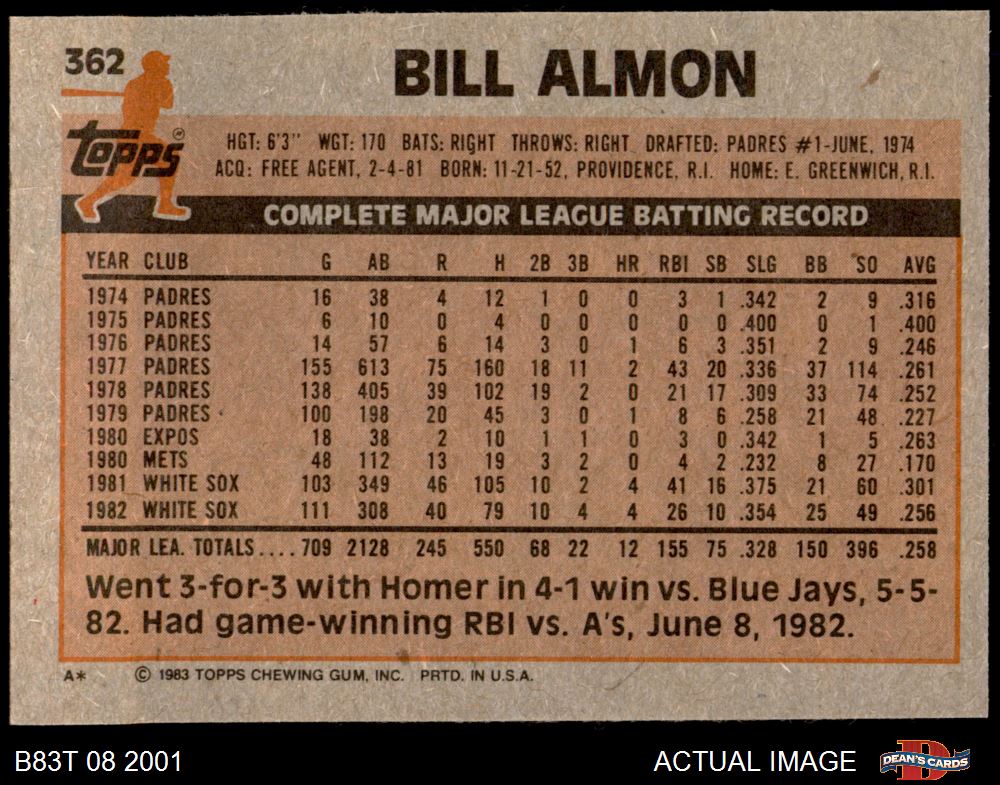 362
BILL ALMON
topps
HGT: 6'3" WGT: 170 BATS: RIGHT THROWS: RIGHT DRAFTED: PADRES #1-JUNE, 1974
ACQ: FREE AGENT, 2-4-81 BORN: 11-21-52, PROVIDENCE, R.I. HOME: E. GREENWICH, R.I.
COMPLETE MAJOR LEAGUE BATTING RECORD
YEAR CLUB G AB R H 2B 3B HR RBI SB SLG BB SO AVG
1974 PADRES 16 38 4 12 1 0 0 3 1 .342 2 9 .316
1975 PADRES 6 10 0 4 0 0 0 0 0 .400 0 1 .400
1976 PADRES 14 57 6 14 3 0 1 6 3 .351 2 9 .246
1977 PADRES 155 613 75 160 18 11 2 43 20 .336 37 114 .261
1978 PADRES 138 405 39 102 19 2 0 21 17 .309 33 74 .252
1979 PADRES 100 198 20 45 3 0 1 8 6 .258 21 48 .227
1980 EXPOS 18 38 2 10 1 1 0 3 0 .342 1 5 .263
1980 METS 48 112 13 19 3 2 0 4 2 .232 8 27 .170
1981 WHITE SOX 103 349 46 105 10 2 4 41 16 .375 21 60 .301
1982 WHITE SOX 111 308 40 79 10 4 4 26 10 .354 25 49 .256
MAJOR LEA. TOTALS....709 2128 245 550 68 22 12 155 75 .328 150 396 .258
Went 3-for-3 with Homer in 4-1 win vs. Blue Jays, 5-5-
82. Had game-winning RBI vs. A's, June 8, 1982.
A* © 1983 TOPPS CHEWING GUM, INC. PRTD. IN U.S.A.
B83T 08 2001 ACTUAL IMAGE DEAN'S CARDS